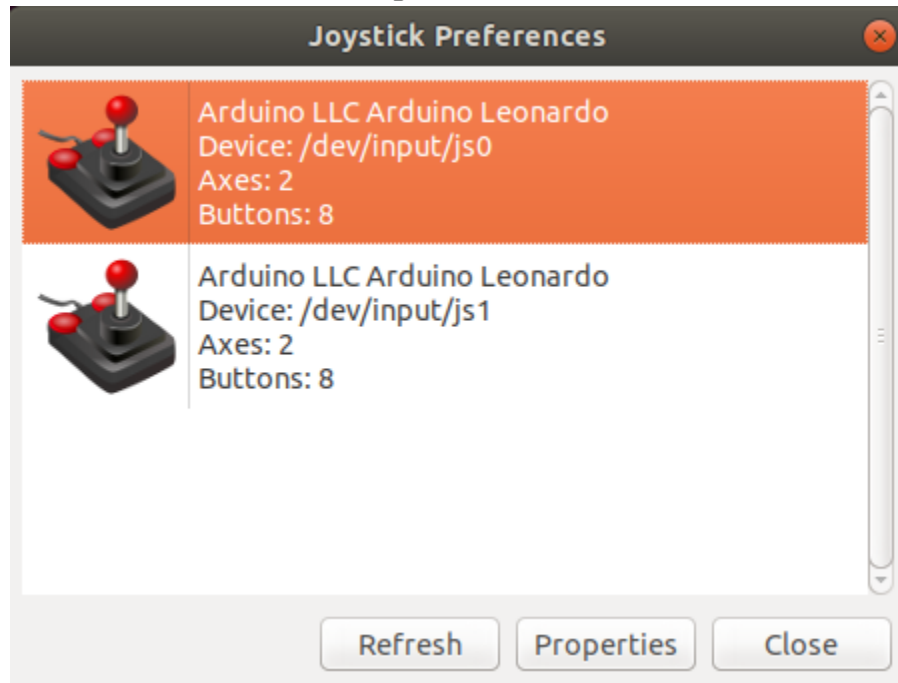 Joystick Preferences
Arduino LLC Arduino Leonardo
Device: /dev/input/js0
Axes: 2
Buttons: 8
Arduino LLC Arduino Leonardo
Device: /dev/input/js1
Axes: 2
Buttons: 8
Refresh Properties Close